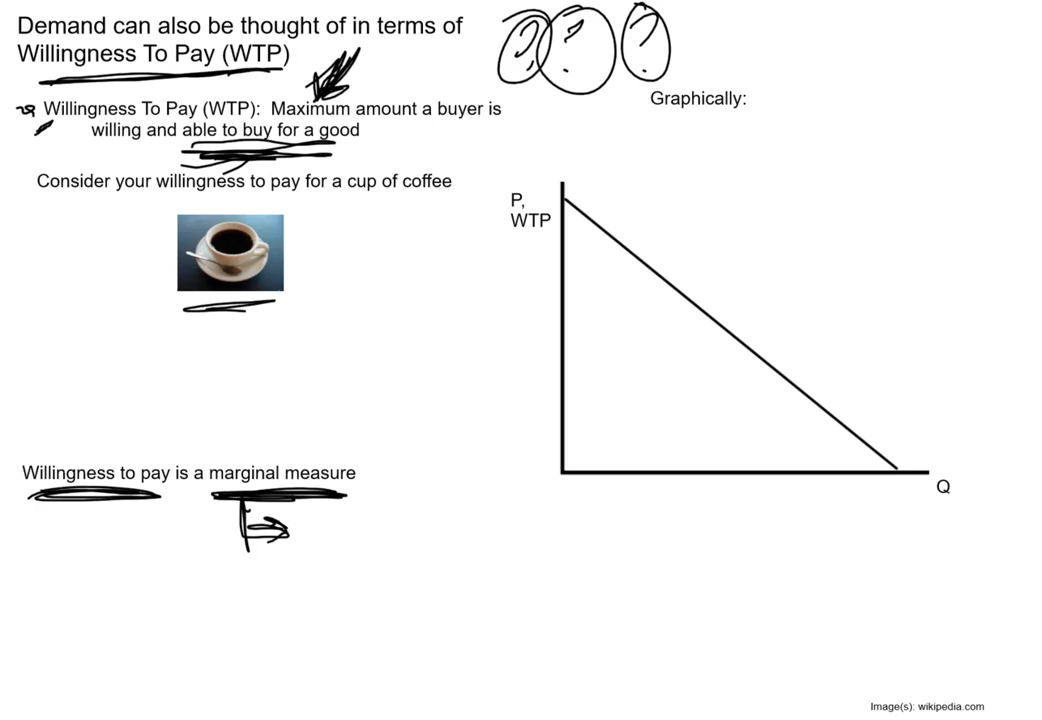 Demand can also be thought of in terms of
Willingness To Pay (WTP)
Willingness To Pay (WTP): Maximum amount a buyer is
willing and able to buy for a good
Consider your willingness to pay for a cup of coffee
Willingness to pay is a marginal measure
? ? ?
Graphically:
P,
WTP
Q
Image(s): wikipedia.com